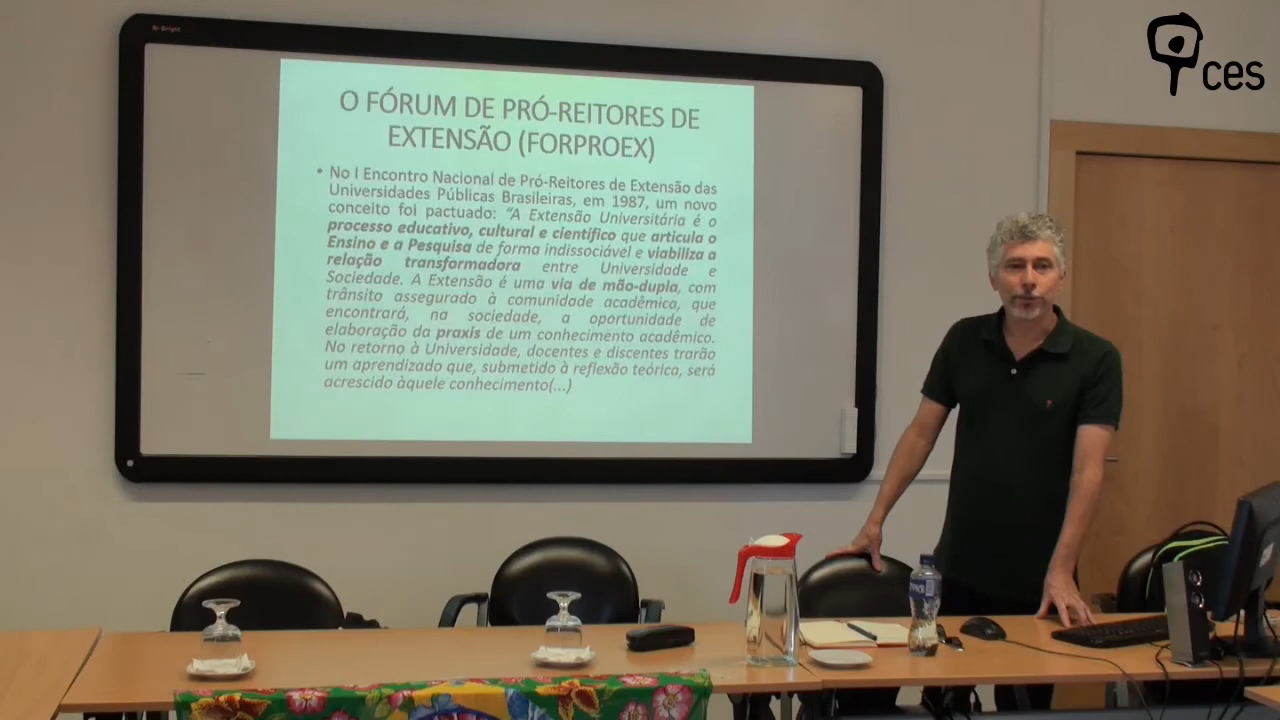 Bright
ces
O FÓRUM DE PRÓ-REITORES DE
EXTENSÃO (FORPROEX)
• No I Encontro Nacional de Pró-Reitores de Extensão das
Universidades Públicas Brasileiras, em 1987, um novo
conceito foi pactuado: “A Extensão Universitária é o
processo educativo, cultural e científico que articula o
Ensino e a Pesquisa de forma indissociável e viabiliza a
relação transformadora entre Universidade e
Sociedade. A Extensão é uma via de mão-dupla, com
trânsito assegurado à comunidade acadêmica, que
encontrará, na sociedade, a oportunidade de
elaboração da praxis de um conhecimento acadêmico.
No retorno à Universidade, docentes e discentes trarão
um aprendizado que, submetido à reflexão teórica, será
acrescido àquele conhecimento(...)